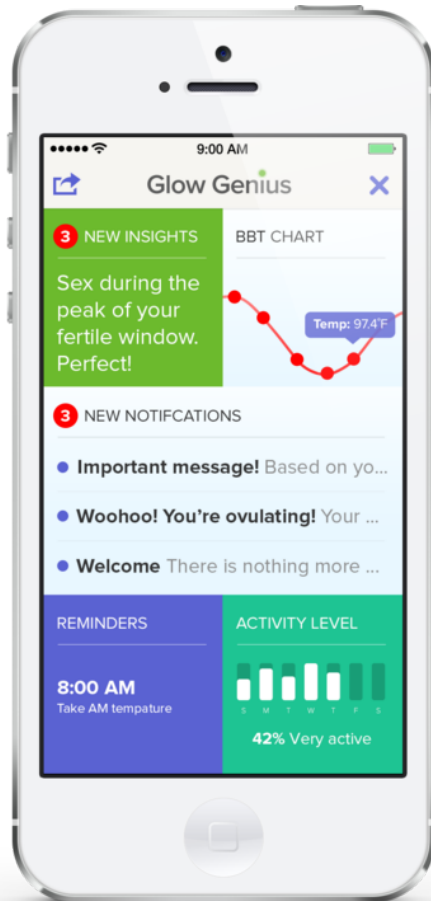 9:00 AM
Glow Genius
3 NEW INSIGHTS
Sex during the
peak of your
fertile window.
Perfect!
BBT CHART
Temp: 97.4°F
3 NEW NOTIFCATIONS
Important message! Based on yo...
Woohoo! You're ovulating! Your ...
Welcome There is nothing more ...
REMINDERS
8:00 AM
Take AM tempature
ACTIVITY LEVEL
S M T W T F S
42% Very active